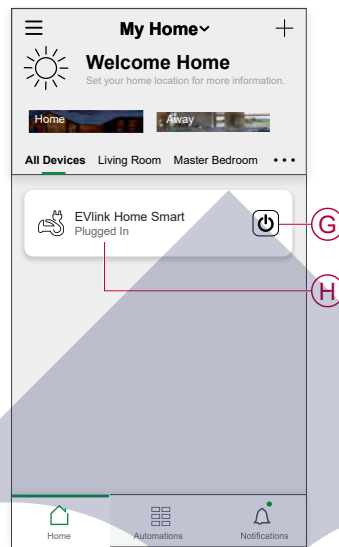 My Home
Welcome Home
Set your home location for more information.
Home Away
All Devices Living Room Master Bedroom
EVlink Home Smart
Plugged In
G
H
Home Automations Notifications